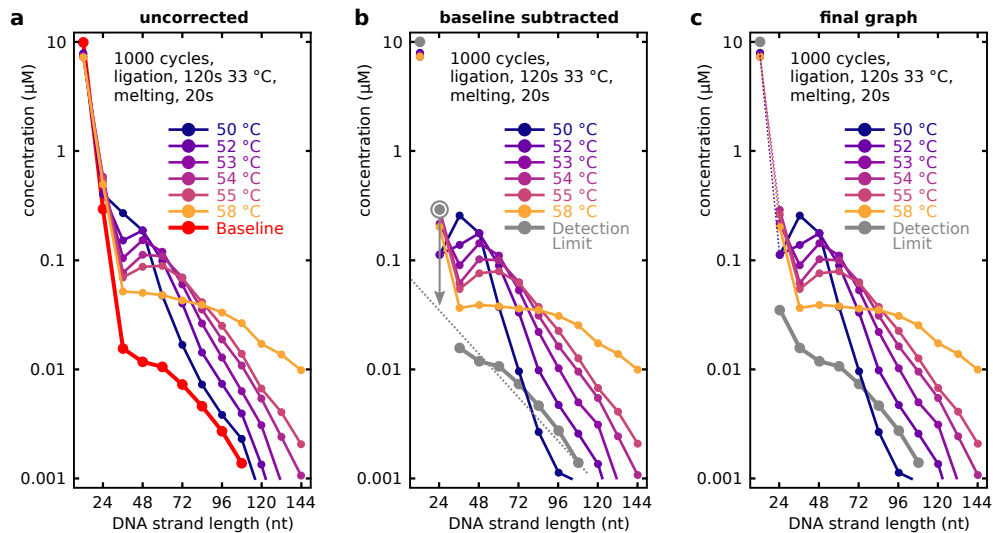 a
uncorrected
concentration (µM)
10
1
0.1
0.01
0.001
1000 cycles,
ligation, 120s 33 °C,
melting, 20s
50 °C
52 °C
53 °C
54 °C
55 °C
58 °C
Baseline
24 48 72 96 120 144
DNA strand length (nt)
b
baseline subtracted
concentration (µM)
10
1
0.1
0.01
0.001
1000 cycles,
ligation, 120s 33 °C,
melting, 20s
50 °C
52 °C
53 °C
54 °C
55 °C
58 °C
Detection
Limit
24 48 72 96 120 144
DNA strand length (nt)
c
final graph
concentration (µM)
10
1
0.1
0.01
0.001
1000 cycles,
ligation, 120s 33 °C,
melting, 20s
50 °C
52 °C
53 °C
54 °C
55 °C
58 °C
Detection
Limit
24 48 72 96 120 144
DNA strand length (nt)